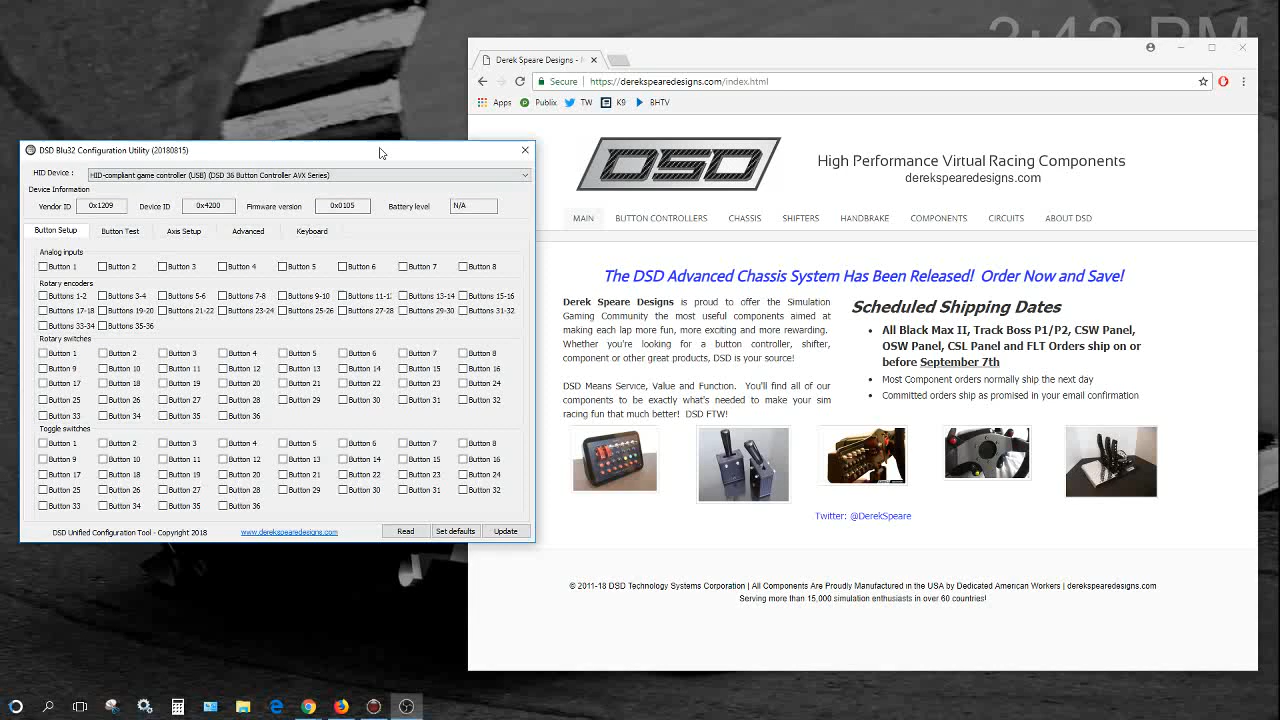 3:42 PM
Derek Speare Designs -
Secure
https://derekspearedesigns.com/index.html
Apps
Publix
TW
K9
BHTV
DSD
High Performance Virtual Racing Components
derekspearedesigns.com
MAIN
BUTTON CONTROLLERS
CHASSIS
SHIFTERS
HANDBRAKE
COMPONENTS
CIRCUITS
ABOUT DSD
The DSD Advanced Chassis System Has Been Released! Order Now and Save!
Derek Speare Designs is proud to offer the Simulation
Gaming Community the most useful components aimed at
making each lap more fun, more exciting and more rewarding.
Whether you're looking for a button controller, shifter,
component or other great products, DSD is your source!
DSD Means Service, Value and Function. You'll find all of our
components to be exactly what's needed to make your sim
racing fun that much better! DSD FTW!
Scheduled Shipping Dates
All Black Max II, Track Boss P1/P2, CSW Panel,
OSW Panel, CSL Panel and FLT Orders ship on or
before September 7th
Most Component orders normally ship the next day
Committed orders ship as promised in your email confirmation
Twitter: @DerekSpeare
© 2011-18 DSD Technology Systems Corporation | All Components Are Proudly Manufactured in the USA by Dedicated American Workers | derekspearedesigns.com
Serving more than 15,000 simulation enthusiasts in over 60 countries!
DSD Blu32 Configuration Utility (20180815)
HID Device :
HID-compliant game controller (USB) (DSD 36 Button Controller AVX Series)
Device Information
Vendor ID 0x1209 Device ID 0x4200 Firmware version 0x0105 Battery level N/A
Button Setup Button Test Axis Setup Advanced Keyboard
Analog inputs
Button 1 Button 2 Button 3 Button 4 Button 5 Button 6 Button 7 Button 8
Rotary encoders
Buttons 1-2 Buttons 3-4 Buttons 5-6 Buttons 7-8 Buttons 9-10 Buttons 11-1 Buttons 13-14 Buttons 15-16
Buttons 17-18 Buttons 19-20 Buttons 21-22 Buttons 23-24 Buttons 25-26 Buttons 27-28 Buttons 29-30 Buttons 31-32
Buttons 33-34 Buttons 35-36
Rotary switches
Button 1 Button 2 Button 3 Button 4 Button 5 Button 6 Button 7 Button 8
Button 9 Button 10 Button 11 Button 12 Button 13 Button 14 Button 15 Button 16
Button 17 Button 18 Button 19 Button 20 Button 21 Button 22 Button 23 Button 24
Button 25 Button 26 Button 27 Button 28 Button 29 Button 30 Button 31 Button 32
Button 33 Button 34 Button 35 Button 36
Toggle switches
Button 1 Button 2 Button 3 Button 4 Button 5 Button 6 Button 7 Button 8
Button 9 Button 10 Button 11 Button 12 Button 13 Button 14 Button 15 Button 16
Button 17 Button 18 Button 19 Button 20 Button 21 Button 22 Button 23 Button 24
Button 25 Button 26 Button 27 Button 28 Button 29 Button 30 Button 31 Button 32
Button 33 Button 34 Button 35 Button 36
DSD Unified Configuration Tool - Copyright 2018
www.derekspearedesigns.com
Read
Set defaults
Update